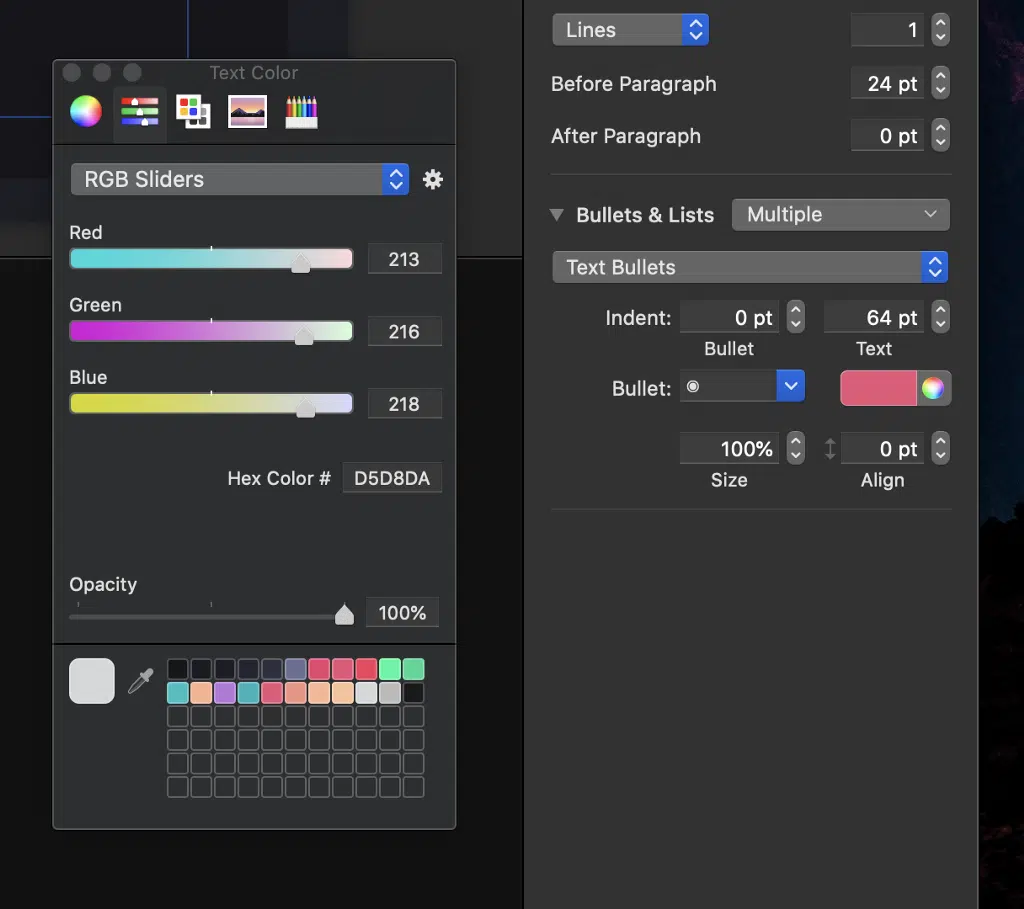 Text Color
RGB Sliders
Red
213
Green
216
Blue
218
Hex Color # D5D8DA
Opacity
100%
Lines 1
Before Paragraph 24 pt
After Paragraph 0 pt
Bullets & Lists Multiple
Text Bullets
Indent: 0 pt 64 pt
Bullet Text
Bullet:
100% 0 pt
Size Align